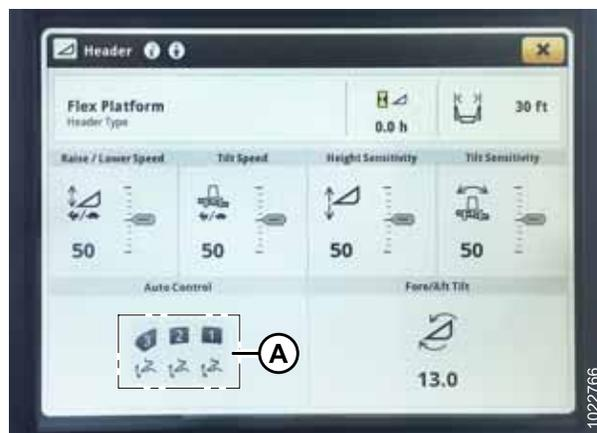 Header
Flex Platform
Header Type
0.0 h
30 ft
Raise / Lower Speed
Tilt Speed
Height Sensitivity
Tilt Sensitivity
50
50
50
50
Auto Control
Fore/Aft Tilt
3 2 1
A
13.0
1022766